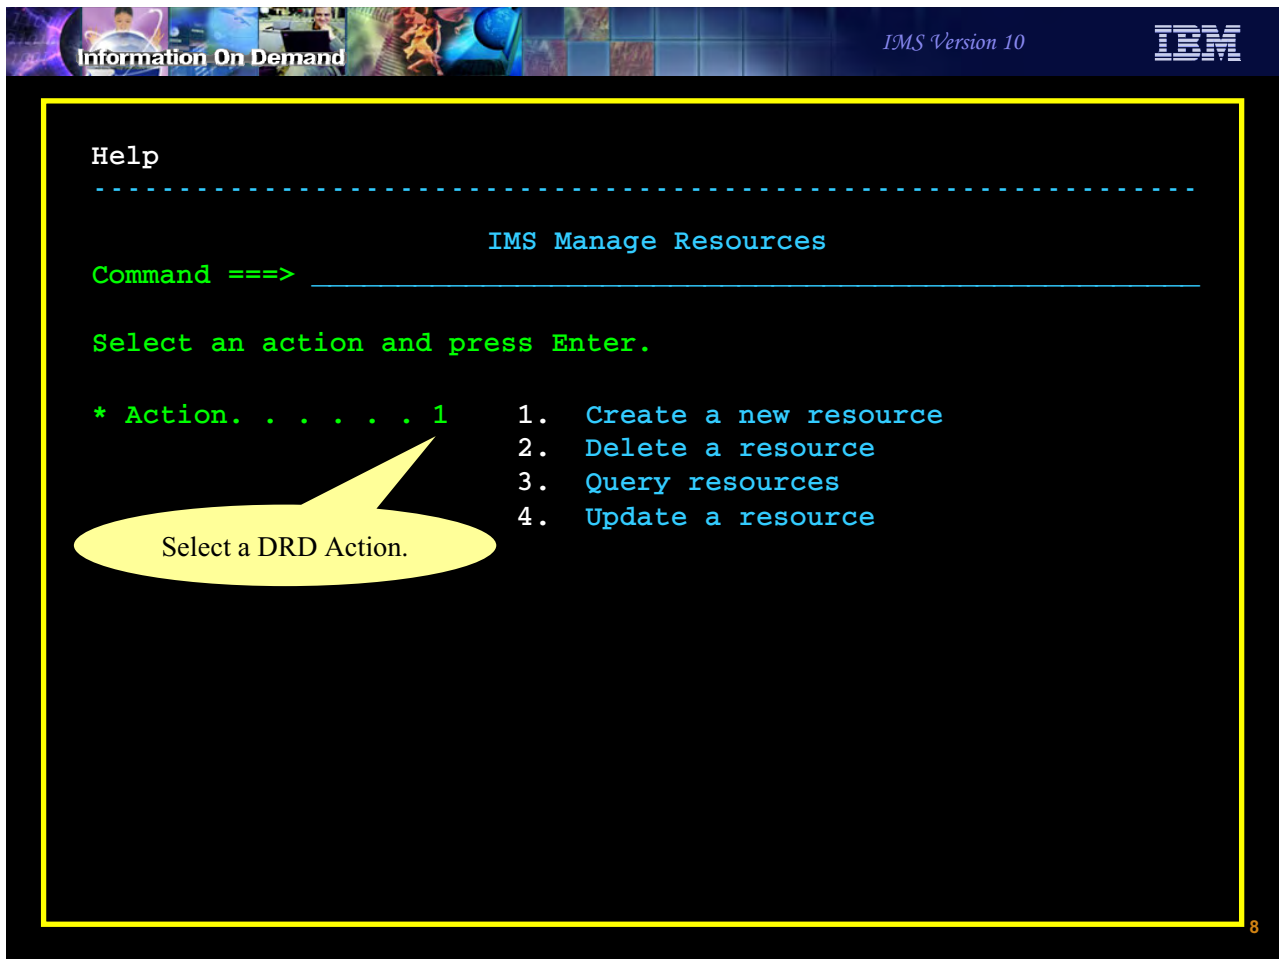 Information On Demand
IMS Version 10
IBM
Help
- - - - - - - - - - - - - - - - - - - - - - - - - - - - - - - - - - - - - - - - - - - - - - - - - - - - - - - - - - - - - - - - -
IMS Manage Resources
Command ===> ____________________________________________________
Select an action and press Enter.
* Action. . . . . . 1 1. Create a new resource
2. Delete a resource
3. Query resources
4. Update a resource
Select a DRD Action.
8